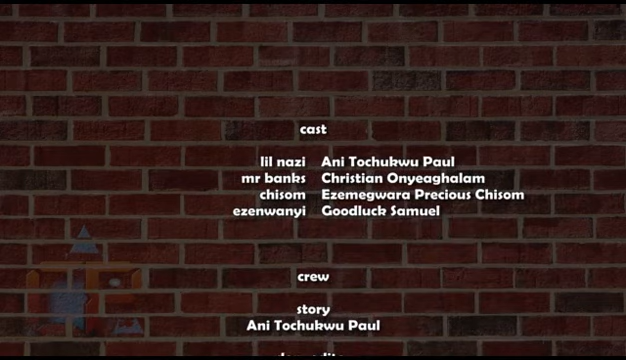 cast
lil nazi Ani Tochukwu Paul
mr banks Christian Onyeaghalam
chisom Ezemegwara Precious Chisom
ezenwanyi Goodluck Samuel
crew
story
Ani Tochukwu Paul